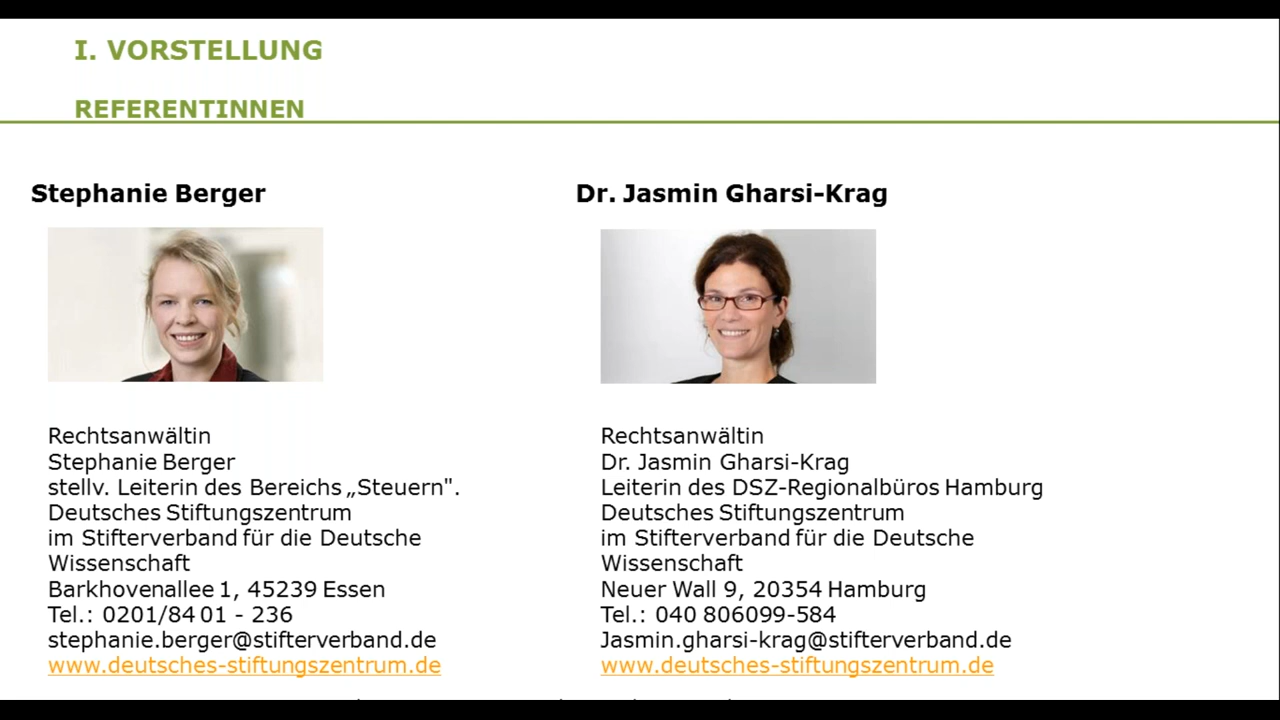 I. VORSTELLUNG
REFERENTINNEN
Stephanie Berger
Rechtsanwältin
Stephanie Berger
stellv. Leiterin des Bereichs „Steuern".
Deutsches Stiftungszentrum
im Stifterverband für die Deutsche
Wissenschaft
Barkhovenallee 1, 45239 Essen
Tel.: 0201/84 01 - 236
stephanie.berger@stifterverband.de
www.deutsches-stiftungszentrum.de
Dr. Jasmin Gharsi-Krag
Rechtsanwältin
Dr. Jasmin Gharsi-Krag
Leiterin des DSZ-Regionalbüros Hamburg
Deutsches Stiftungszentrum
im Stifterverband für die Deutsche
Wissenschaft
Neuer Wall 9, 20354 Hamburg
Tel.: 040 806099-584
Jasmin.gharsi-krag@stifterverband.de
www.deutsches-stiftungszentrum.de